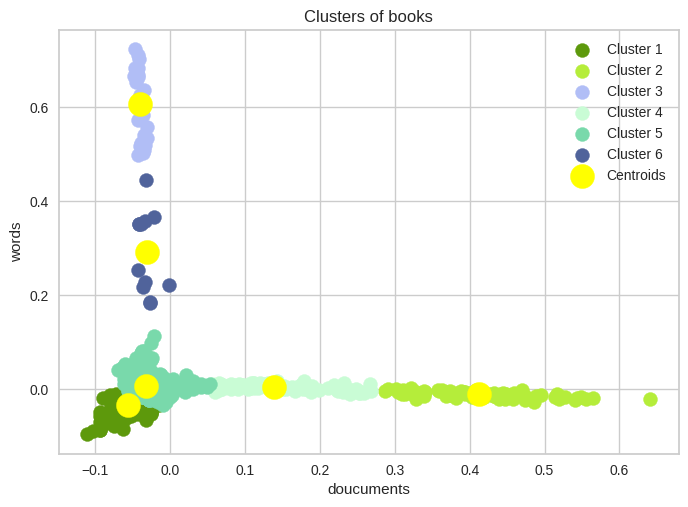 Clusters of books
Cluster 1
Cluster 2
Cluster 3
Cluster 4
Cluster 5
Cluster 6
Centroids
words
0.6
0.4
0.2
0.0
−0.1
0.0
0.1
0.2
0.3
0.4
0.5
0.6
doucuments